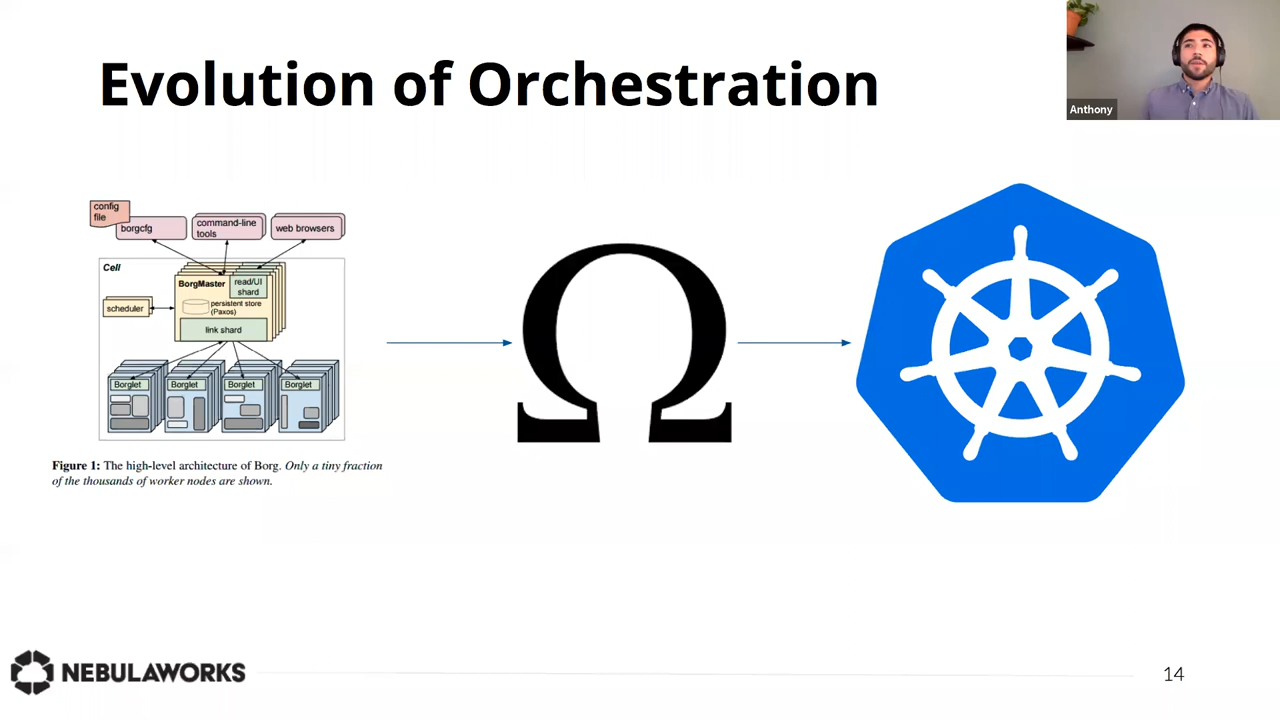 Evolution of Orchestration
Anthony
config
file
borgcfg
command-line
tools
web browsers
Cell
BorgMaster
read/UI
shard
persistent store
(Paxos)
scheduler
link shard
Borglet
Borglet
Borglet
Borglet
Ω
Figure 1: The high-level architecture of Borg. Only a tiny fraction
of the thousands of worker nodes are shown.
NEBULAWORKS
14